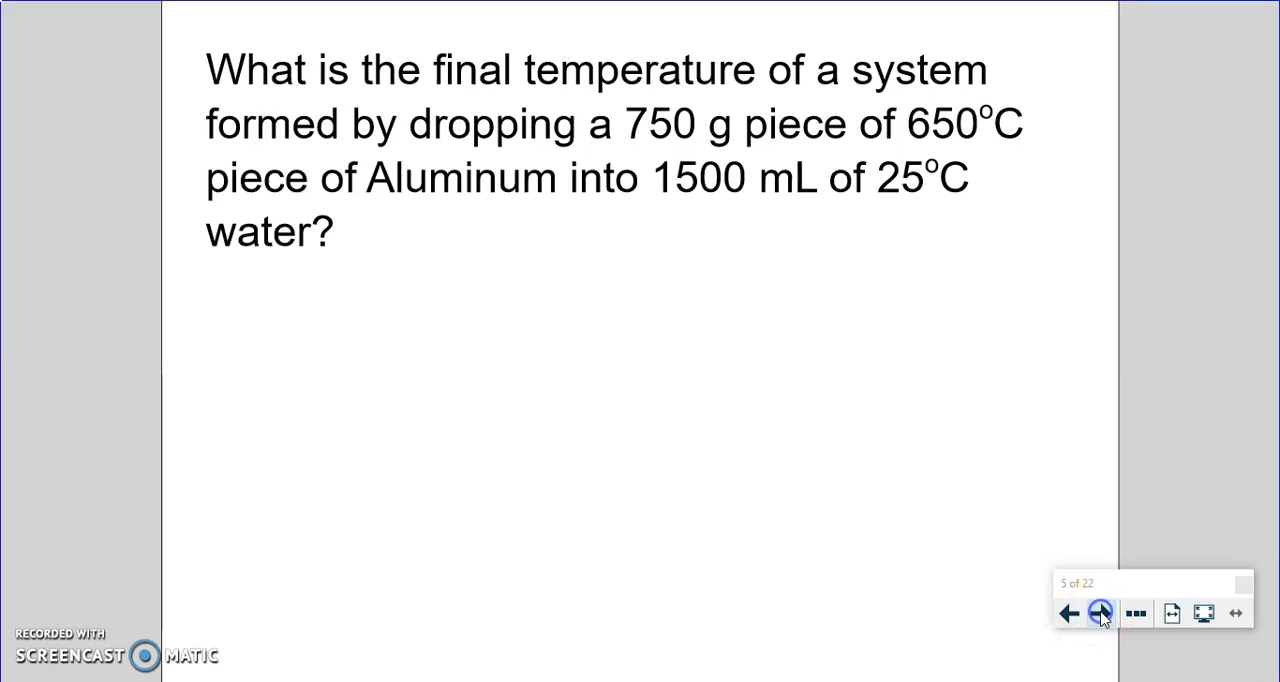 What is the final temperature of a system
formed by dropping a 750 g piece of 650°C
piece of Aluminum into 1500 mL of 25°C
water?
5 of 22
RECORDED WITH
SCREENCAST MATIC